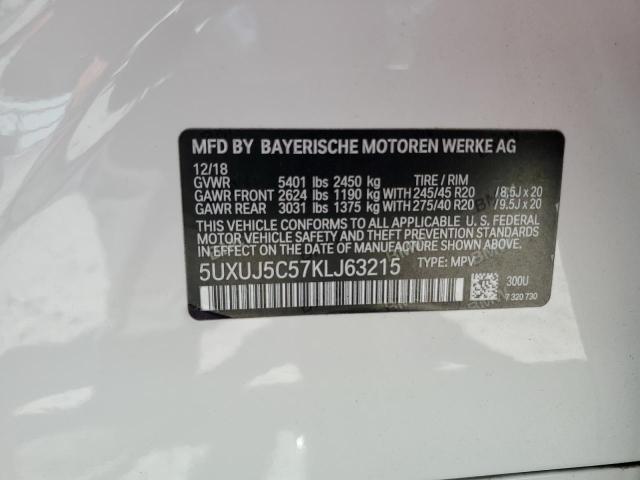 MFD BY BAYERISCHE MOTOREN WERKE AG
12/18
GVWR 5401 lbs 2450 kg TIRE / RIM
GAWR FRONT 2624 lbs 1190 kg WITH 245/45 R20 /8,5J x 20
GAWR REAR 3031 lbs 1375 kg WITH 275/40 R20 /9.5J x 20
THIS VEHICLE CONFORMS TO ALL APPLICABLE U. S. FEDERAL
MOTOR VEHICLE SAFETY AND THEFT PREVENTION STANDARDS
IN EFFECT ON THE DATE OF MANUFACTURE SHOWN ABOVE.
5UXUJ5C57KLJ63215 TYPE: MPV
300U
7 320 730